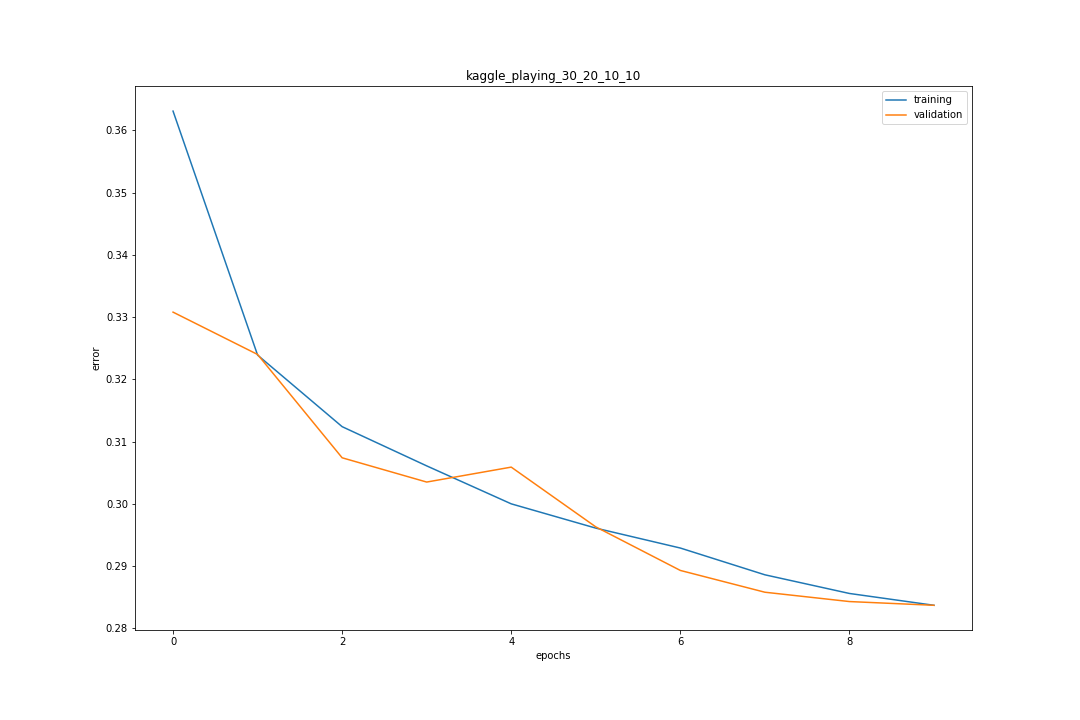 kaggle_playing_30_20_10_10
training
validation
0.36
0.35
0.34
0.33
0.32
0.31
0.30
0.29
0.28
error
0 2 4 6 8
epochs